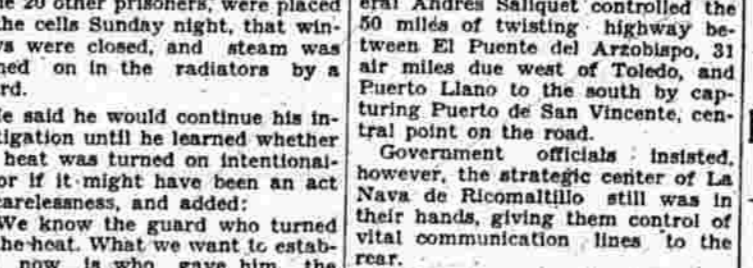 20 other prisoners, were placed
the cells Sunday night, that win-
were closed, and steam was
on in the radiators by a
said he would continue his in-
until he learned whether
heat was turned on intentional-
or if it might have been an act
carelessness, and added:
We know the guard who turned
the heat. What we want to estab-
now is who gave him the
eral Andres Saliquet controlled the
50 miles of twisting highway be-
tween El Puente del Arzobispo, 31
air miles due west of Toledo, and
Puerto Llano to the south by cap-
turing Puerto de San Vincente, cen-
tral point on the road.
Government officials insisted,
however, the strategic center of La
Nava de Ricomaltillo still was in
their hands, giving them control of
vital communication lines to the
rear.